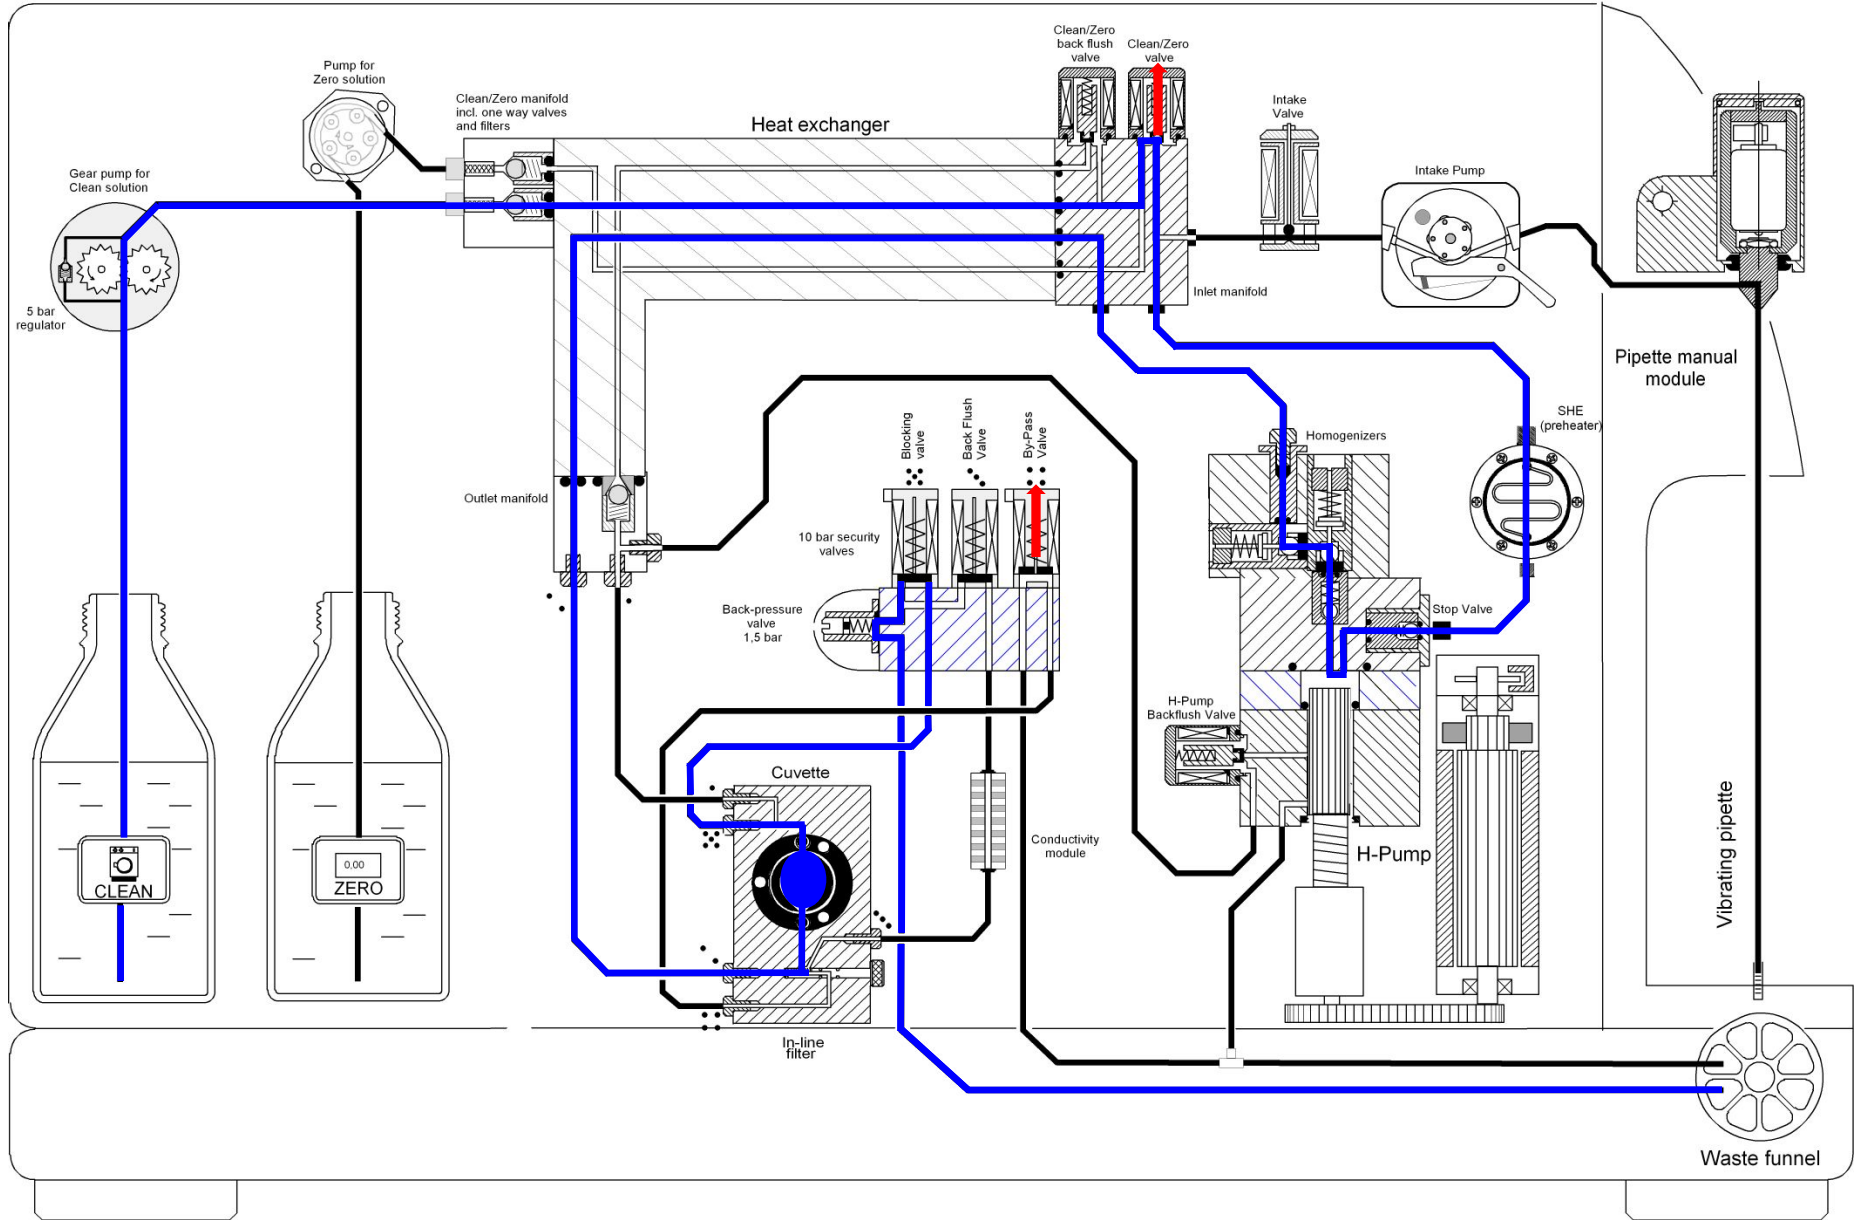 Clean/Zero
back flush
valve
Clean/Zero
valve
Pump for
Zero solution
Clean/Zero manifold
incl. one way valves
and filters
Heat exchanger
Intake
Valve
Gear pump for
Clean solution
Intake Pump
5 bar
regulator
Inlet manifold
Pipette manual
module
SHE
(preheater)
Blocking
valve
Back Flush
Valve
By-Pass
Valve
Homogenizers
Outlet manifold
10 bar security
valves
Back-pressure
valve
1,5 bar
Stop Valve
H-Pump
Backflush Valve
Cuvette
Conductivity
module
H-Pump
Vibrating pipette
CLEAN
0,00
ZERO
In-line
filter
Waste funnel